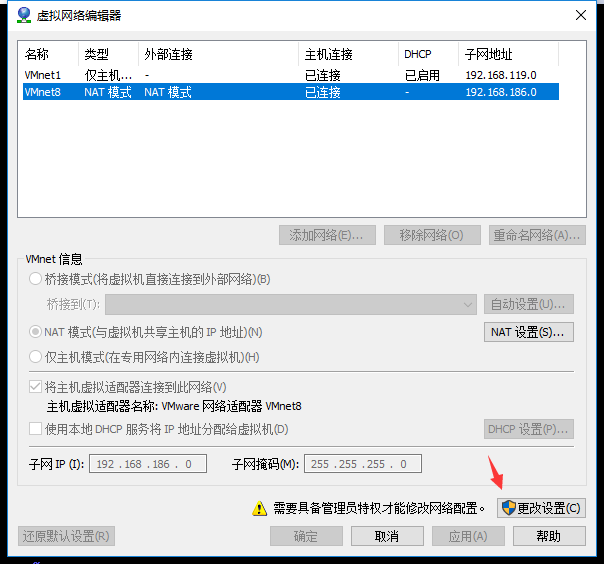 虚拟网络编辑器
名称 类型 外部连接 主机连接 DHCP 子网地址
VMnet1 仅主机... - 已连接 已启用 192.168.119.0
VMnet8 NAT 模式 NAT 模式 已连接 - 192.168.186.0
添加网络(E)... 移除网络(O) 重命名网络(A)...
VMnet 信息
桥接模式(将虚拟机直接连接到外部网络)(B)
桥接到(T): 自动设置(U)...
NAT 模式(与虚拟机共享主机的 IP 地址)(N) NAT 设置(S)...
仅主机模式(在专用网络内连接虚拟机)(H)
将主机虚拟适配器连接到此网络(V)
主机虚拟适配器名称: VMware 网络适配器 VMnet8
使用本地 DHCP 服务将 IP 地址分配给虚拟机(D) DHCP 设置(P)...
子网 IP (I): 192 . 168 . 186 . 0 子网掩码(M): 255 . 255 . 255 . 0
需要具备管理员特权才能修改网络配置。 更改设置(C)
还原默认设置(R) 确定 取消 应用(A) 帮助